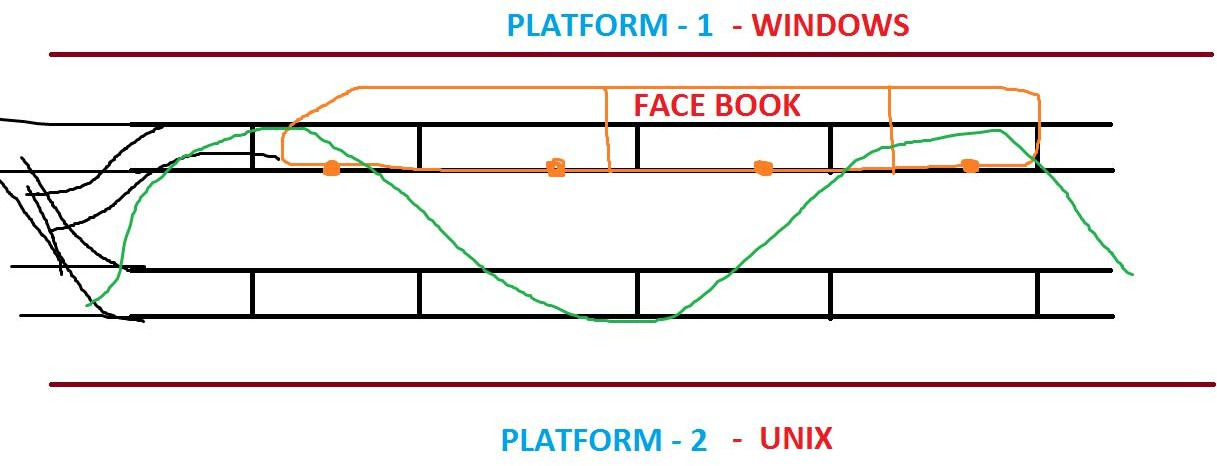 PLATFORM - 1 - WINDOWS
FACE BOOK
PLATFORM - 2 - UNIX